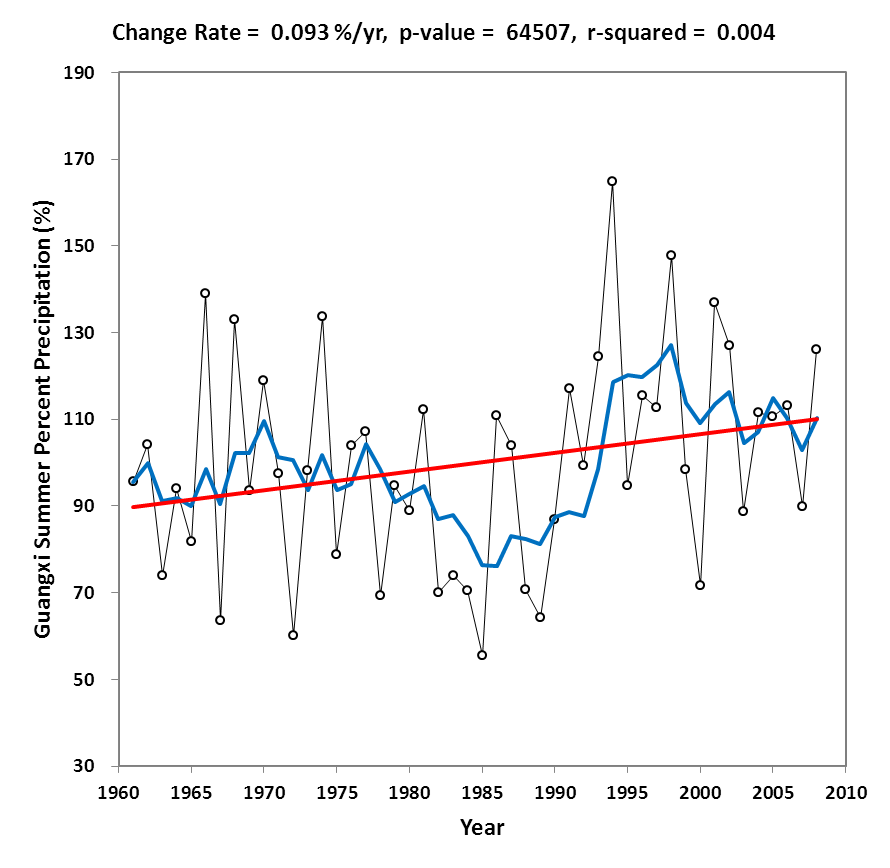 Change Rate = 0.093 %/yr, p-value = 64507, r-squared = 0.004
190
170
150
130
110
90
70
50
30
Guangxi Summer Percent Precipitation (%)
1960 1965 1970 1975 1980 1985 1990 1995 2000 2005 2010
Year